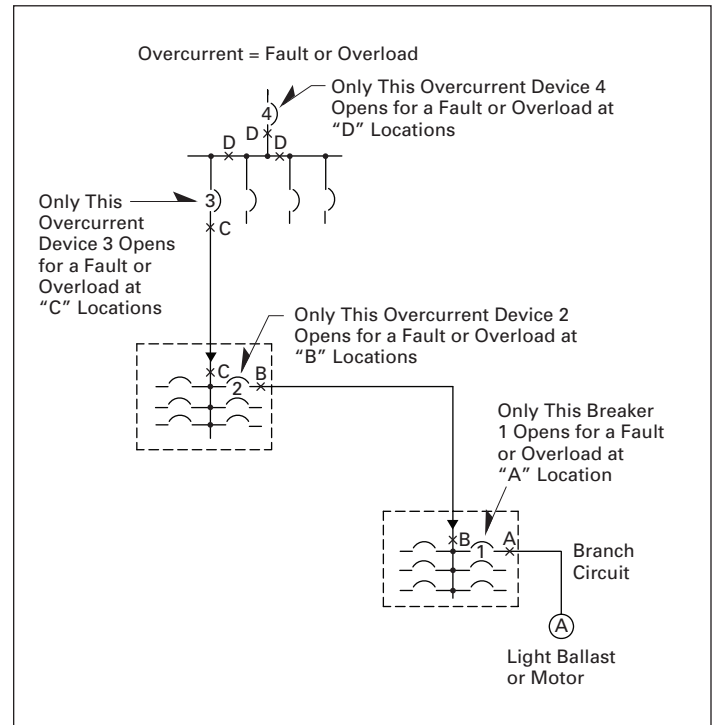 Overcurrent = Fault or Overload
Only This Overcurrent Device 4
Opens for a Fault or Overload at
“D” Locations
4
D
D
D
3
C
Only This
Overcurrent
Device 3 Opens
for a Fault or
Overload at
“C” Locations
Only This Overcurrent Device 2
Opens for a Fault or Overload at
“B” Locations
C
B
2
Only This Breaker
1 Opens for a Fault
or Overload at
“A” Location
B
A
1
Branch
Circuit
A
Light Ballast
or Motor